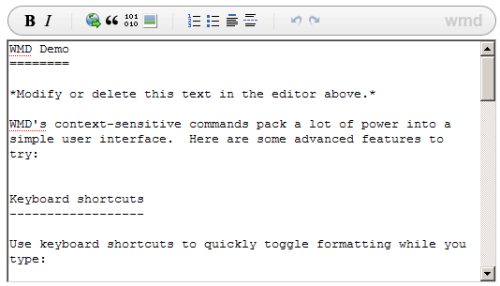 B I 101 010 wmd
WMD Demo
========
*Modify or delete this text in the editor above.*
WMD's context-sensitive commands pack a lot of power into a
simple user interface.  Here are some advanced features to
try:
Keyboard shortcuts
------------------
Use keyboard shortcuts to quickly toggle formatting while you
type: